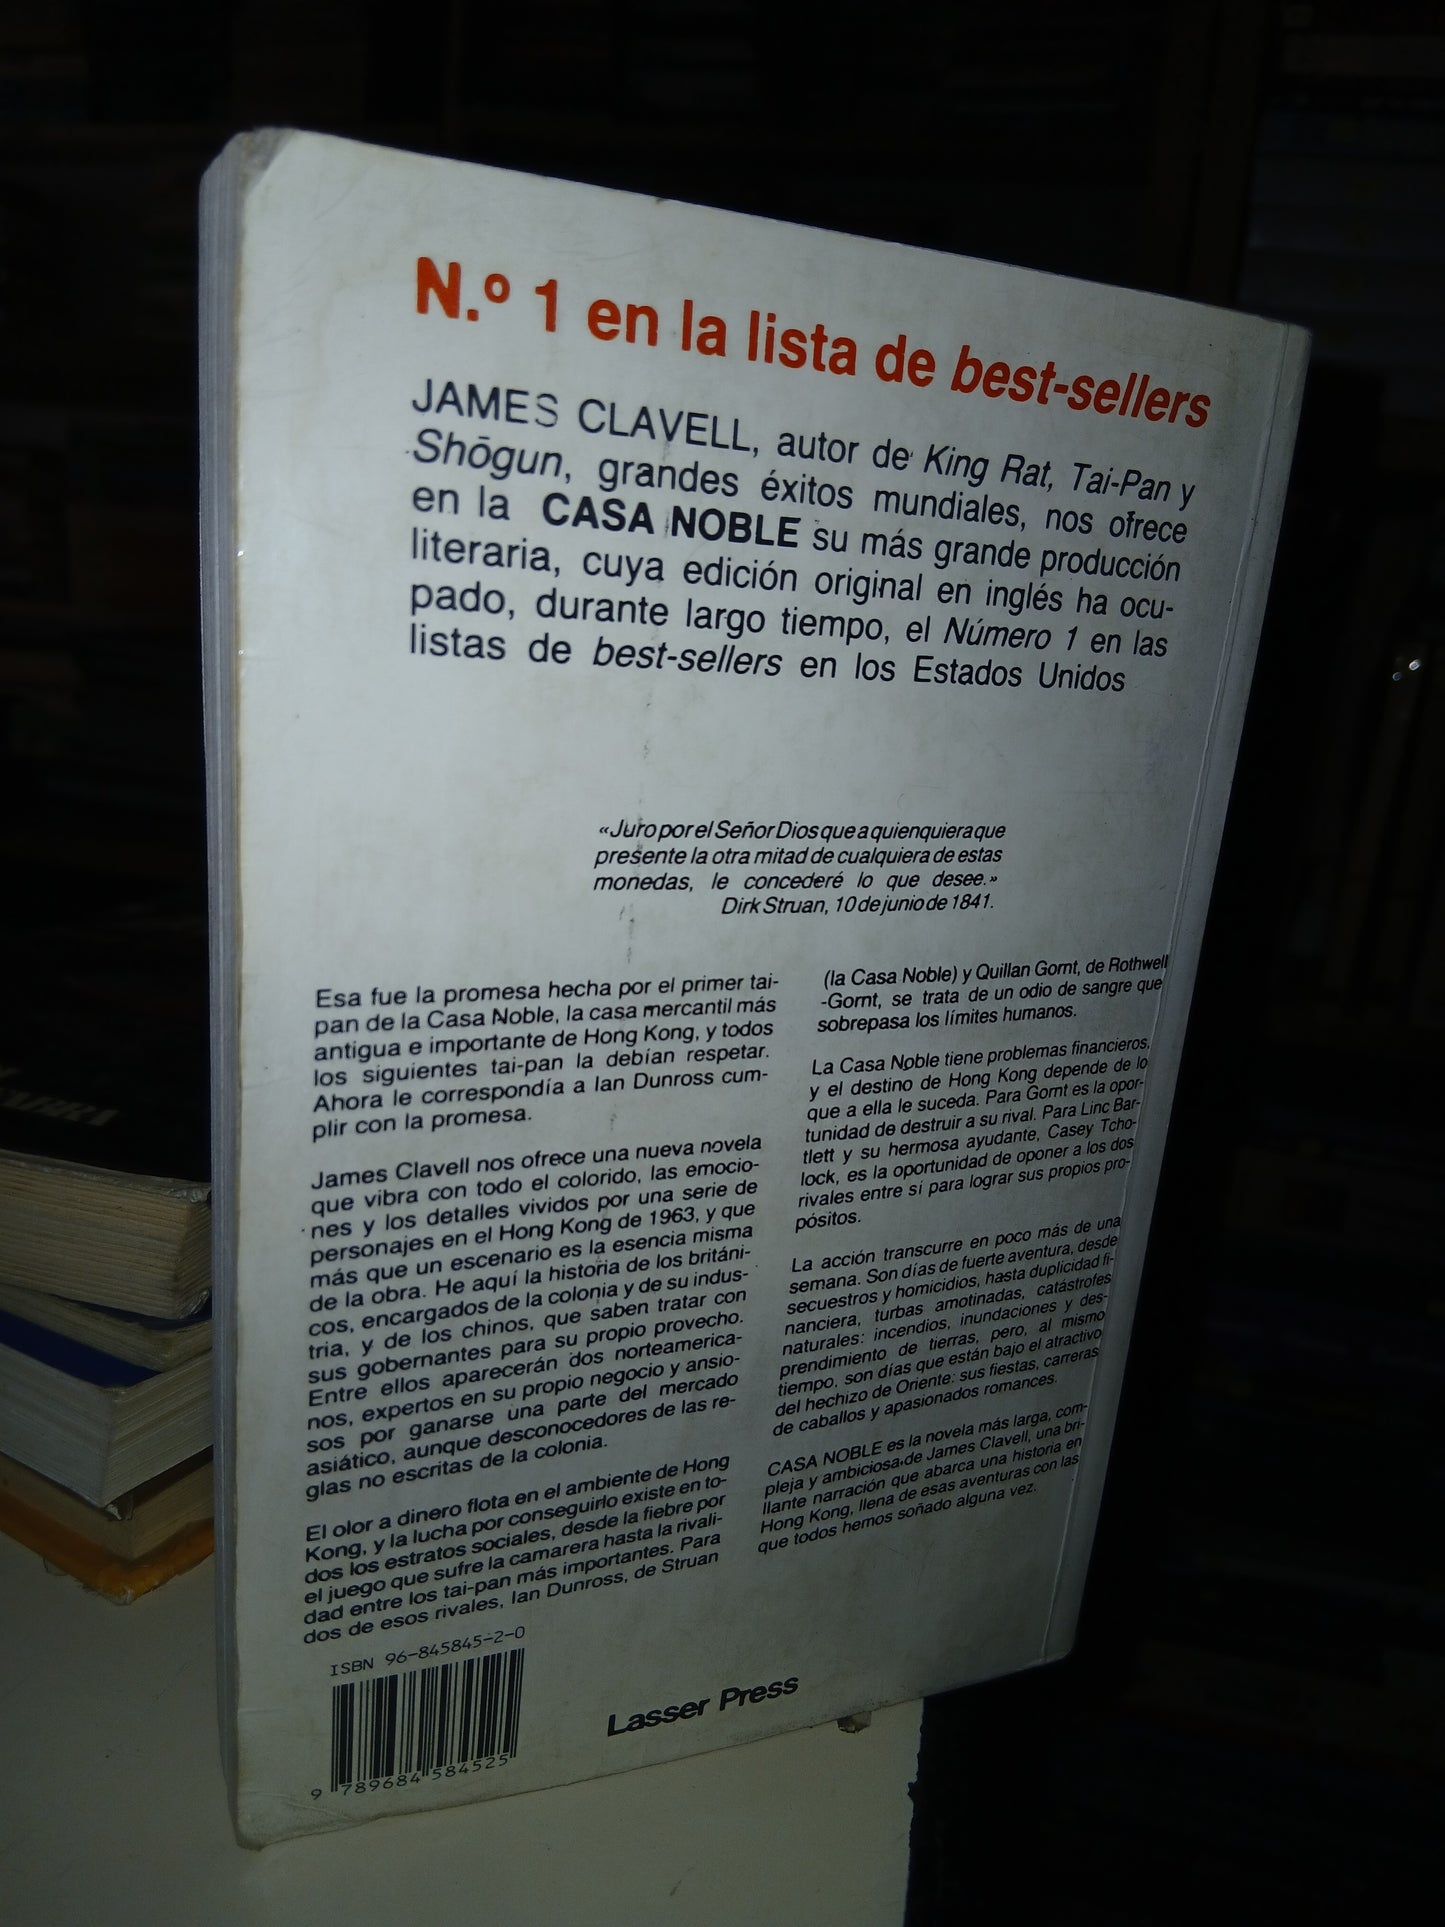 N.º 1 en la lista de best-sellers
JAMES CLAVELL, autor de King Rat, Tai-Pan y
Shōgun, grandes éxitos mundiales, nos ofrece
en la CASA NOBLE su más grande producción
literaria, cuya edición original en inglés ha ocu-
pado, durante largo tiempo, el Número 1 en las
listas de best-sellers en los Estados Unidos
«Juro por el Señor Dios que a quienquiera que
presente la otra mitad de cualquiera de estas
monedas, le concederé lo que desee.»
Dirk Struan, 10 de junio de 1841.
Esa fue la promesa hecha por el primer tai-
pan de la Casa Noble, la casa mercantil más
antigua e importante de Hong Kong, y todos
los siguientes tai-pan la debían respetar.
Ahora le correspondía a Ian Dunross cum-
plir con la promesa.
James Clavell nos ofrece una nueva novela
que vibra con todo el colorido, las emocio-
nes y los detalles vividos por una serie de
personajes en el Hong Kong de 1963, y que
más que un escenario es la esencia misma
de la obra. He aquí la historia de los británi-
cos, encargados de la colonia y de su indus-
tria, y de los chinos, que saben tratar con
sus gobernantes para su propio provecho.
Entre ellos aparecerán dos norteamerica-
nos, expertos en su propio negocio y ansio-
sos por ganarse una parte del mercado
asiático, aunque desconocedores de las re-
glas no escritas de la colonia.
El olor a dinero flota en el ambiente de Hong
Kong, y la lucha por conseguirlo existe en to-
dos los estratos sociales, desde la fiebre por
el juego que sufre la camarera hasta la rivali-
dad entre los tai-pan más importantes. Para
dos de esos rivales, Ian Dunross, de Struan
(la Casa Noble) y Quillan Gornt, de Rothwell
-Gornt, se trata de un odio de sangre que
sobrepasa los límites humanos.
La Casa Noble tiene problemas financieros,
y el destino de Hong Kong depende de lo
que a ella le suceda. Para Gornt es la opor-
tunidad de destruir a su rival. Para Linc Bar-
tlett y su hermosa ayudante, Casey Tcho-
lock, es la oportunidad de oponer a los dos
rivales entre sí para lograr sus propios pro-
pósitos.
La acción transcurre en poco más de una
semana. Son días de fuerte aventura, desde
secuestros y homicidios, hasta duplicidad fi-
nanciera, turbas amotinadas, catástrofes
naturales: incendios, inundaciones y des-
prendimiento de tierras, pero, al mismo
tiempo, son días que están bajo el atractivo
del hechizo de Oriente: sus fiestas, carreras
de caballos y apasionados romances.
CASA NOBLE es la novela más larga, com-
pleja y ambiciosa de James Clavell, una bri-
llante narración que abarca una historia en
Hong Kong, llena de esas aventuras con las
que todos hemos soñado alguna vez.
ISBN 96-845845-2-0
9 789684 584525
Lasser Press